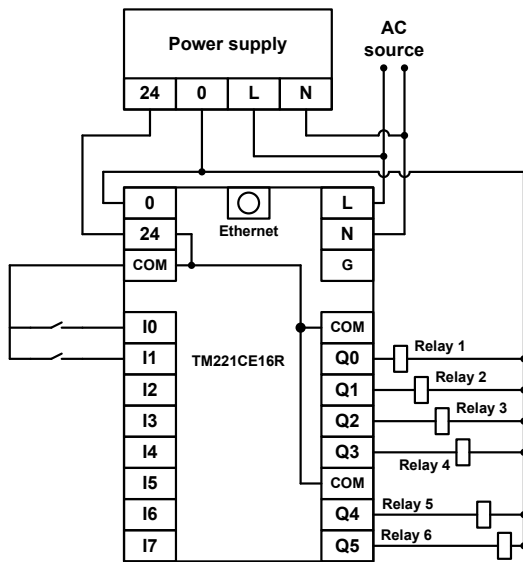 Power supply
AC
source
24 0 L N
0
24
COM
Ethernet
L
N
G
I0
I1
I2
I3
I4
I5
I6
I7
TM221CE16R
COM
Q0
Q1
Q2
Q3
COM
Q4
Q5
Relay 1
Relay 2
Relay 3
Relay 4
Relay 5
Relay 6